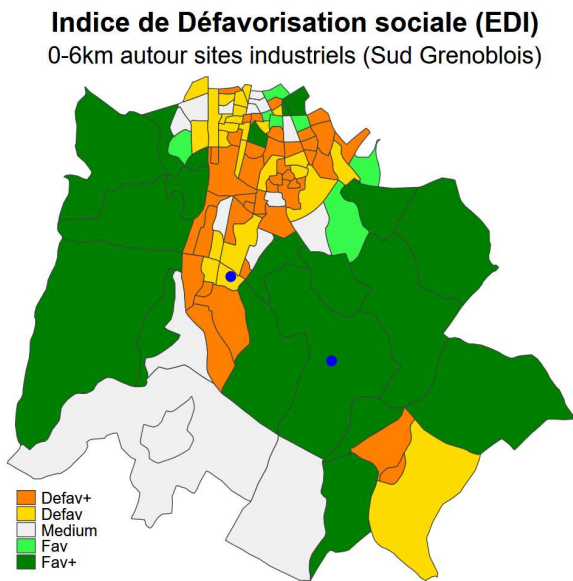 Indice de Défavorisation sociale (EDI)
0-6km autour sites industriels (Sud Grenoblois)
Defav+
Defav
Medium
Fav
Fav+